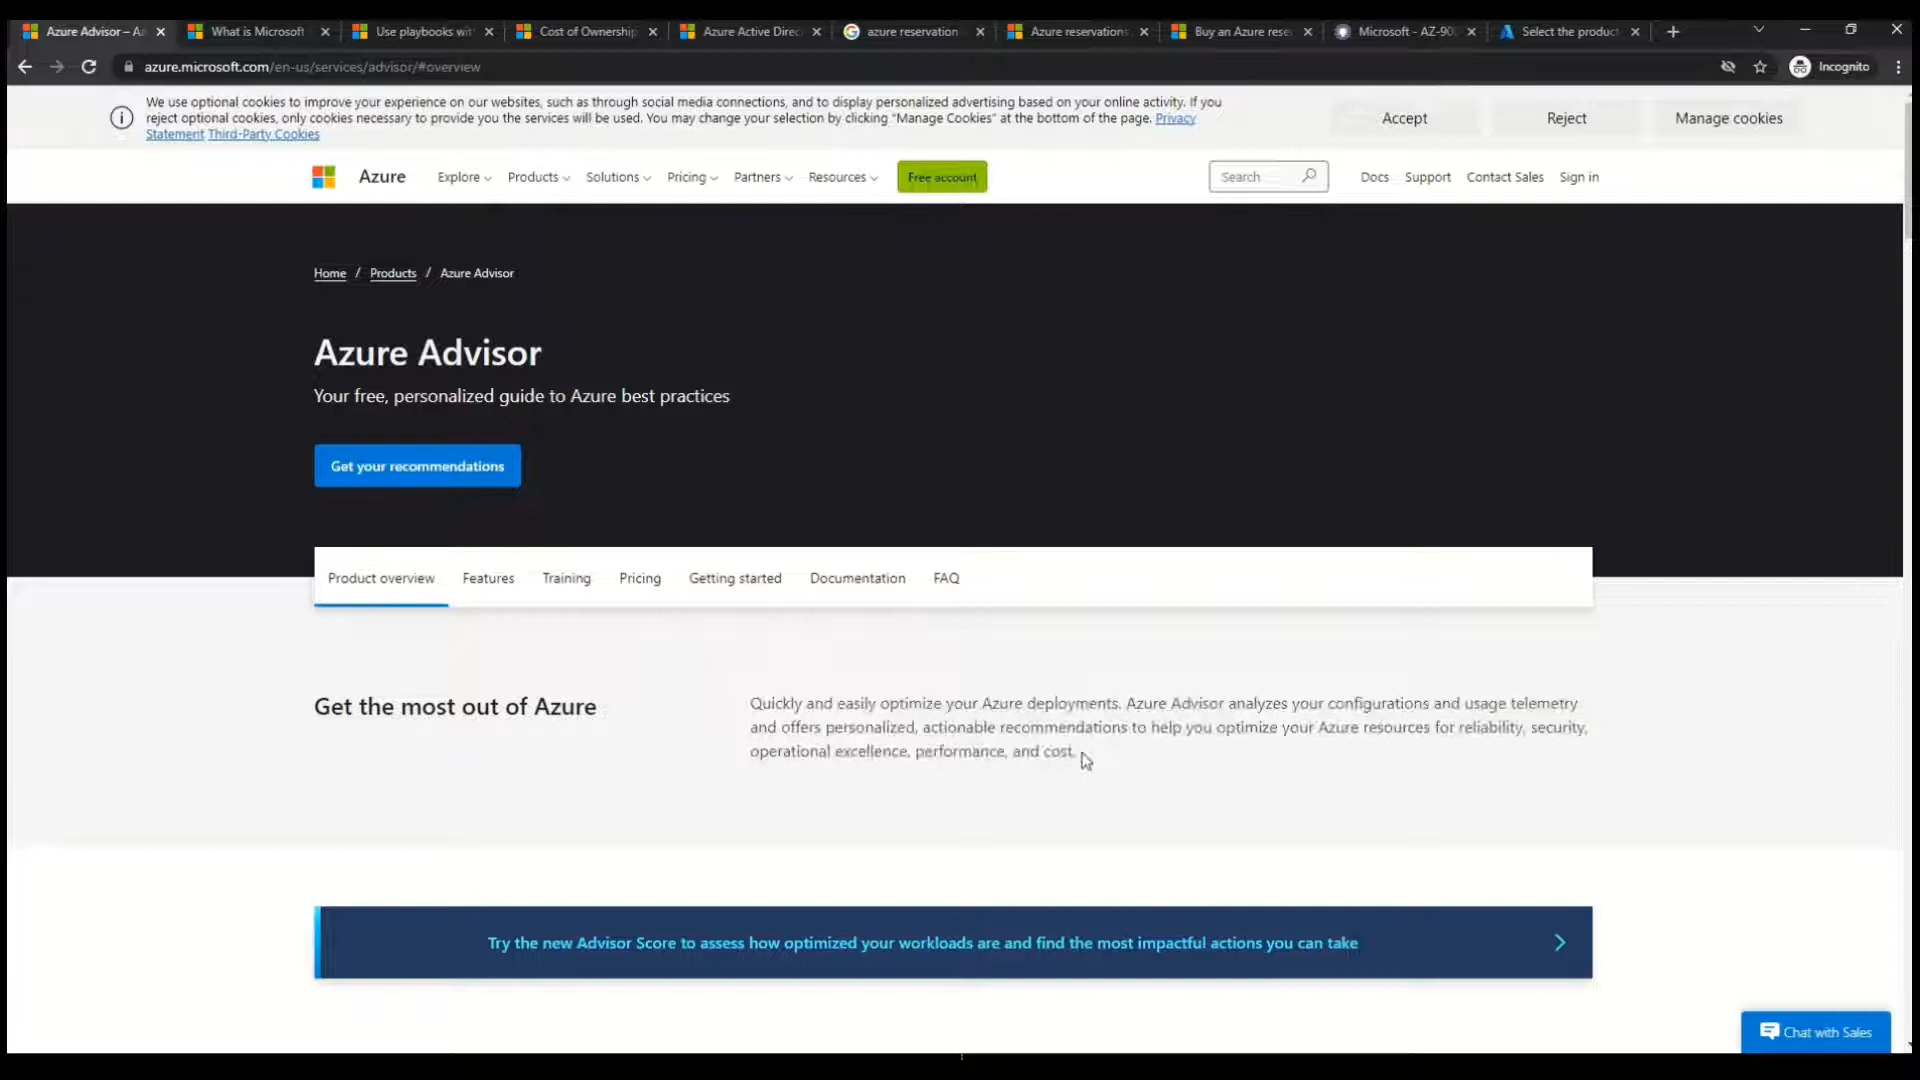 Azure Advisor – Az
What is Microsoft
Use playbooks wit
Cost of Ownership
Azure Active Direc
azure reservation
Azure reservations
Buy an Azure rese
Microsoft - AZ-90
Select the product
azure.microsoft.com/en-us/services/advisor/#overview
Incognito
We use optional cookies to improve your experience on our websites, such as through social media connections, and to display personalized advertising based on your online activity. If you
reject optional cookies, only cookies necessary to provide you the services will be used. You may change your selection by clicking "Manage Cookies" at the bottom of the page. Privacy
Statement Third-Party Cookies
Accept
Reject
Manage cookies
Azure
Explore
Products
Solutions
Pricing
Partners
Resources
Free account
Search
Docs
Support
Contact Sales
Sign in
Home / Products / Azure Advisor
Azure Advisor
Your free, personalized guide to Azure best practices
Get your recommendations
Product overview
Features
Training
Pricing
Getting started
Documentation
FAQ
Get the most out of Azure
Quickly and easily optimize your Azure deployments. Azure Advisor analyzes your configurations and usage telemetry
and offers personalized, actionable recommendations to help you optimize your Azure resources for reliability, security,
operational excellence, performance, and cost.
Try the new Advisor Score to assess how optimized your workloads are and find the most impactful actions you can take
Chat with Sales